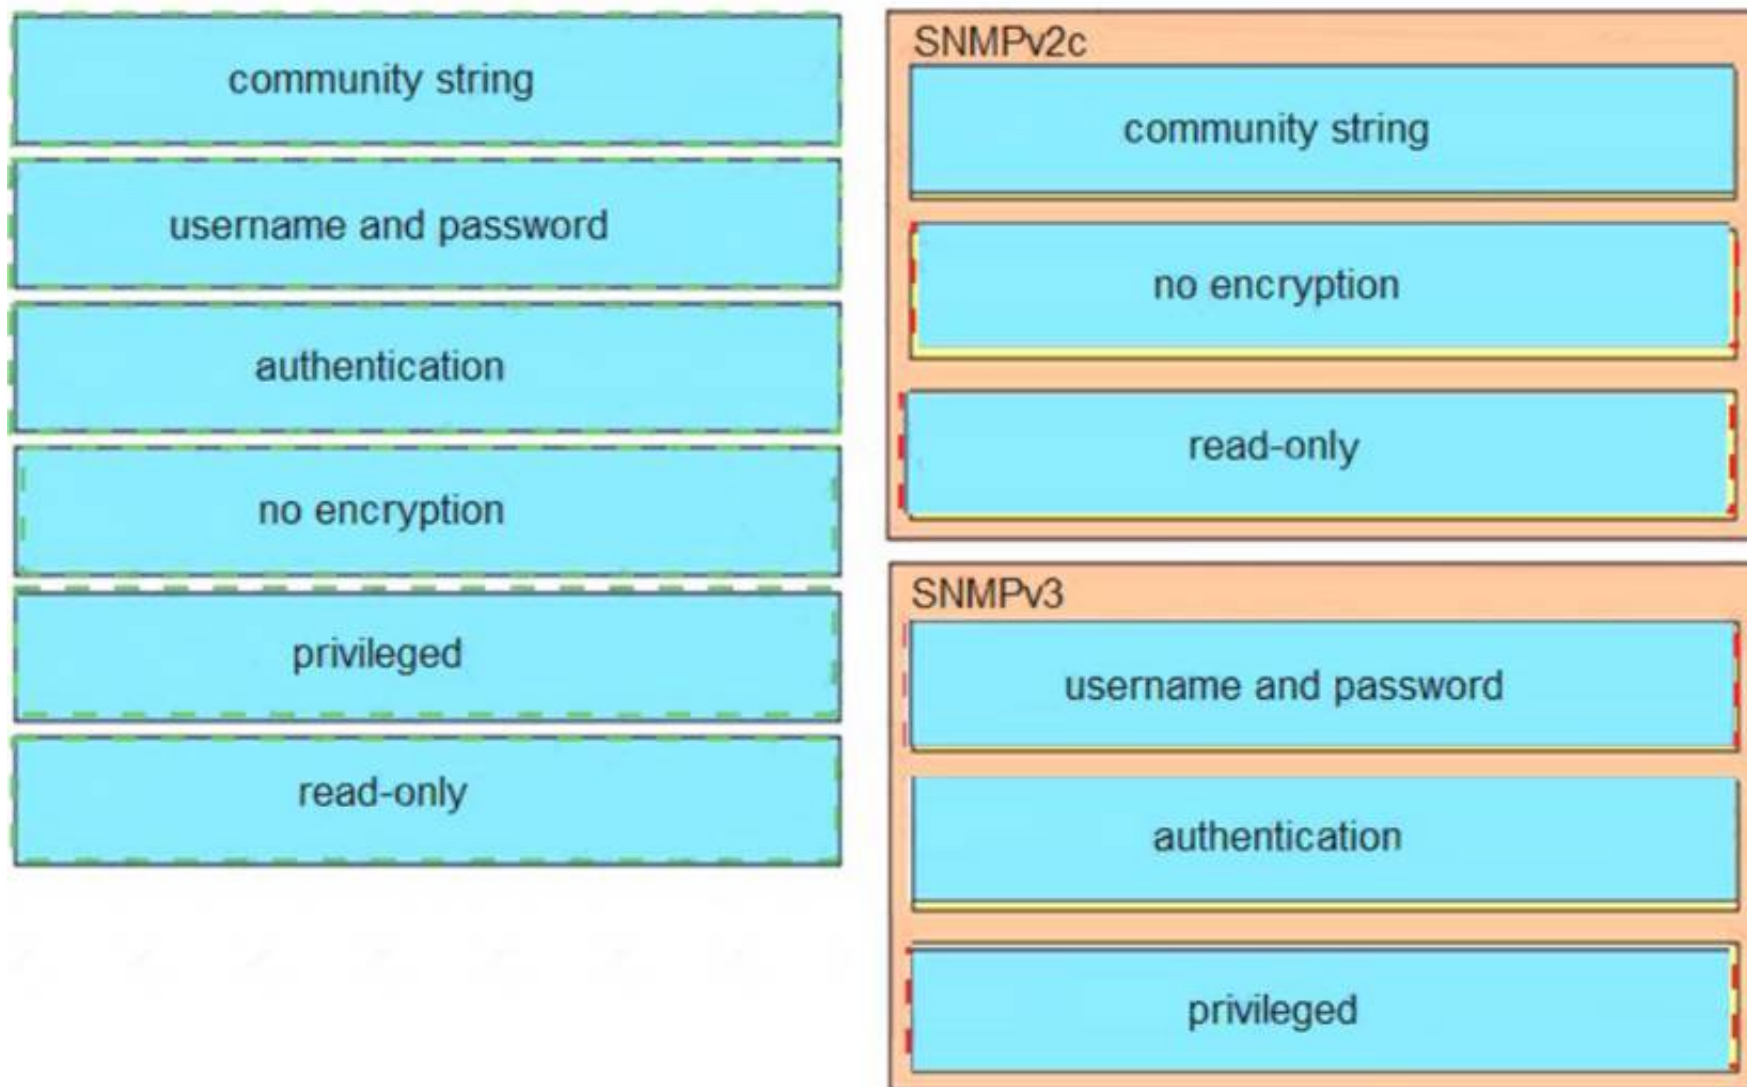 community string
username and password
authentication
no encryption
privileged
read-only
SNMPv2c
community string
no encryption
read-only
SNMPv3
username and password
authentication
privileged